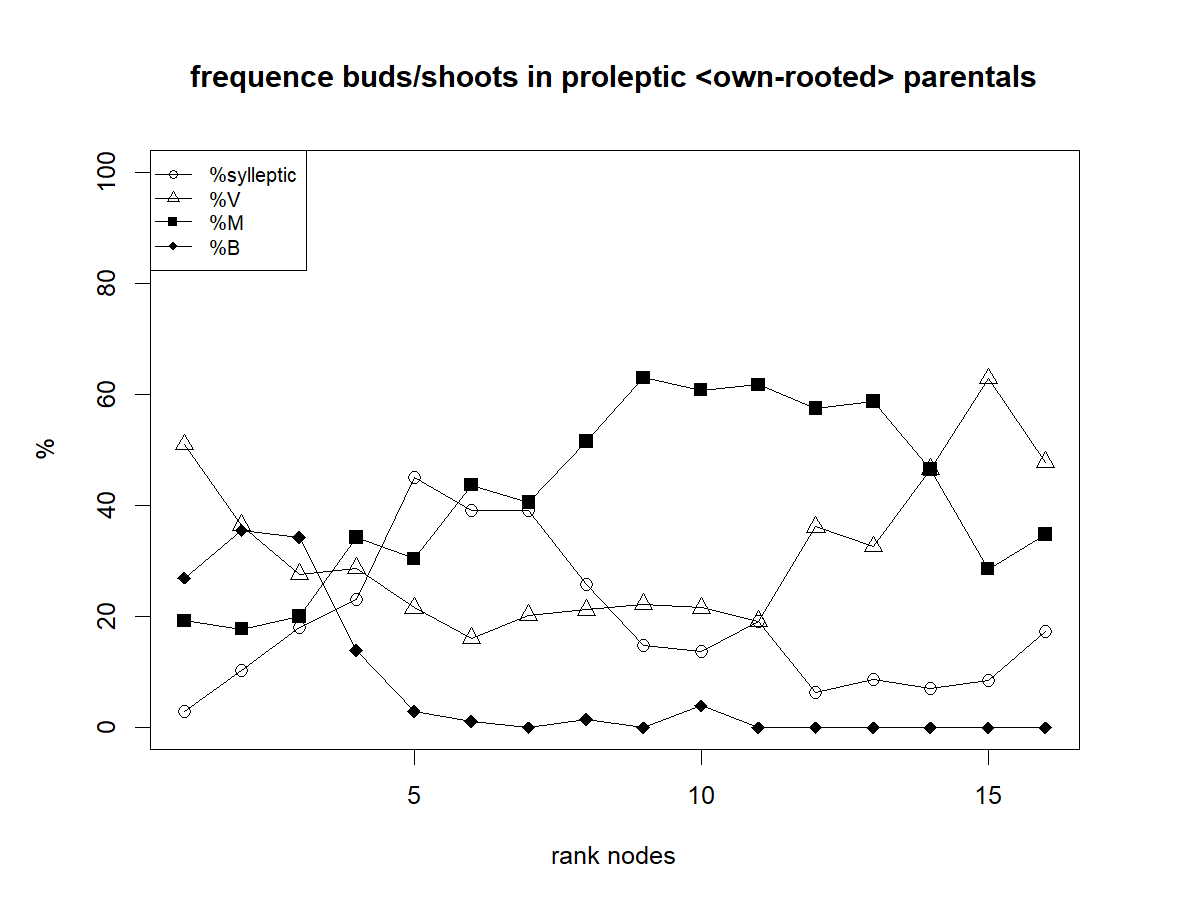 frequence buds/shoots in proleptic <own-rooted> parentals
%sylleptic
%V
%M
%B
100
80
60
40
20
0
%
5 10 15
rank nodes